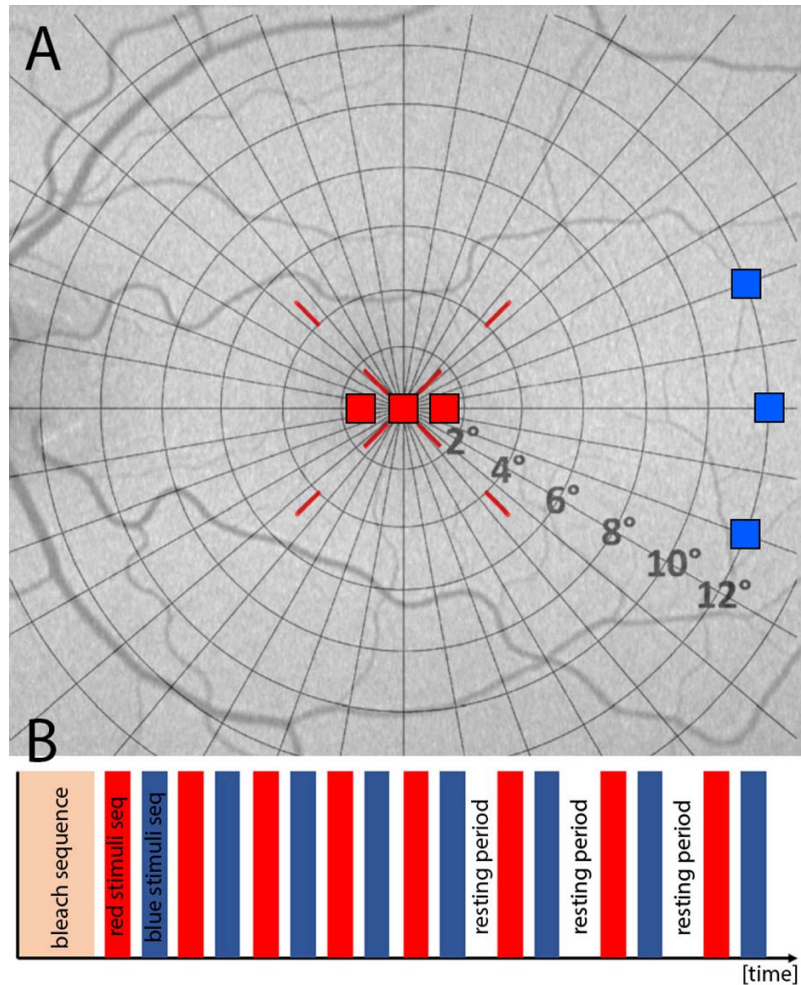 A
2°
4°
6°
8°
10°
12°
B
bleach sequence
red stimuli seq
blue stimuli seq
resting period
resting period
resting period
[time]